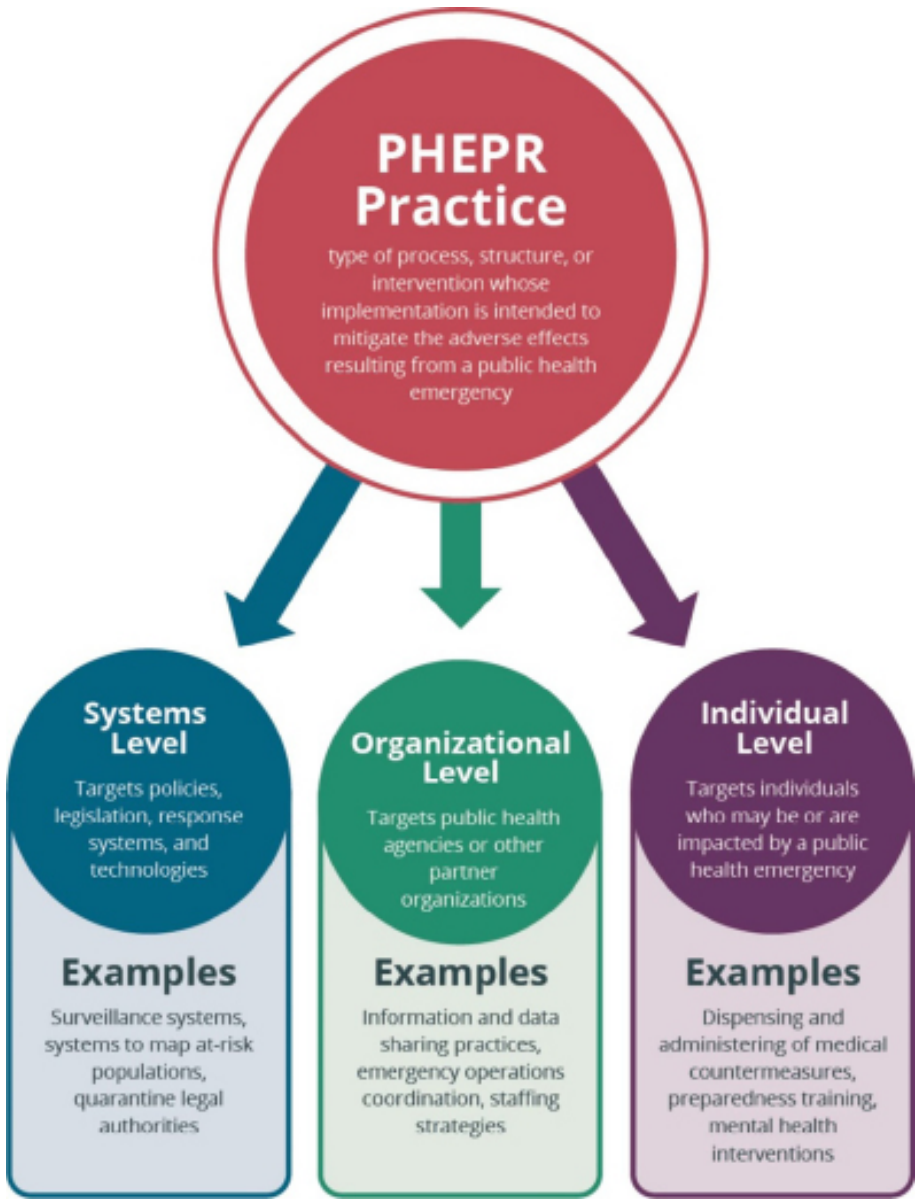 PHEPR
Practice
type of process, structure, or
intervention whose
implementation is intended to
mitigate the adverse effects
resulting from a public health
emergency
Systems
Level
Targets policies,
legislation, response
systems, and
technologies
Examples
Surveillance systems,
systems to map at-risk
populations,
quarantine legal
authorities
Organizational
Level
Targets public health
agencies or other
partner
organizations
Examples
Information and data
sharing practices,
emergency operations
coordination, staffing
strategies
Individual
Level
Targets individuals
who may be or are
impacted by a public
health emergency
Examples
Dispensing and
administering of medical
countermeasures,
preparedness training,
mental health
interventions